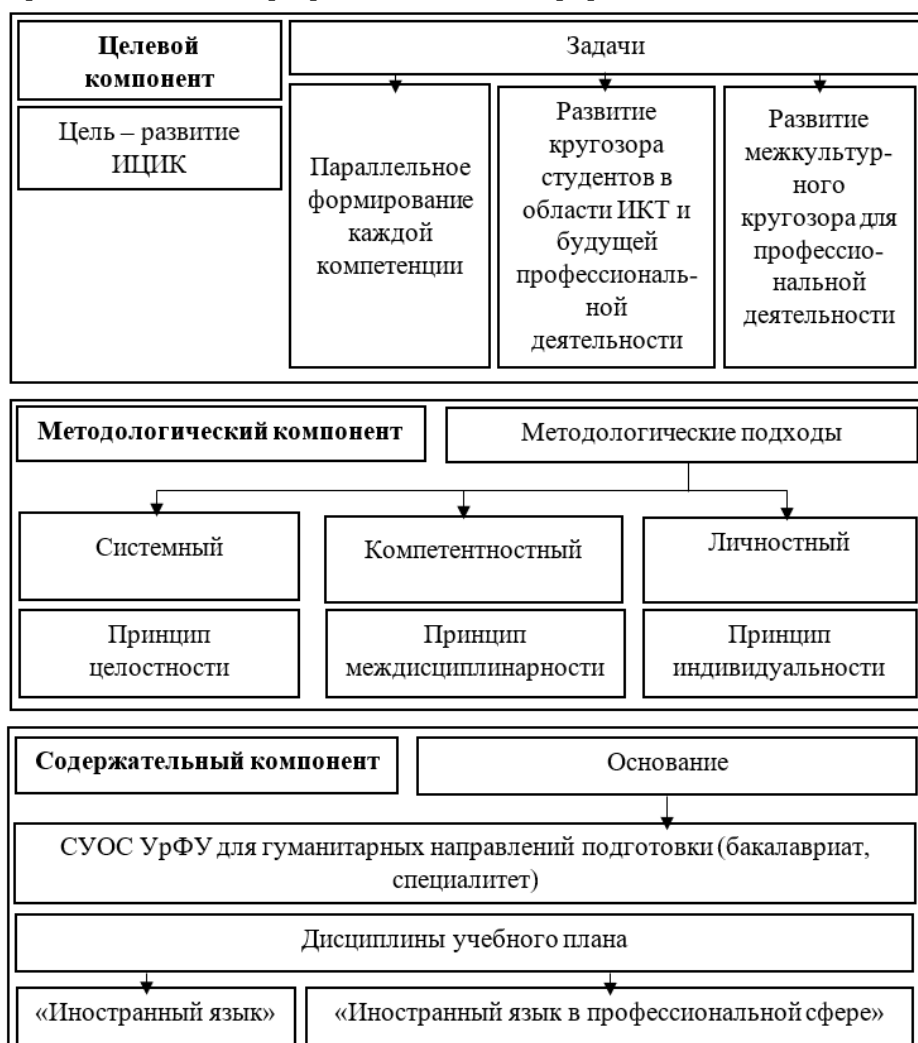 Целевой
компонент
Цель – развитие
ИЦИК
Задачи
Параллельное
формирование
каждой
компетенции
Развитие
кругозора
студентов в
области ИКТ и
будущей
профессиональ-
ной
деятельности
Развитие
межкультур-
ного
кругозора для
профессио-
нальной
деятельности
Методологический компонент
Методологические подходы
Системный
Компетентностный
Личностный
Принцип
целостности
Принцип
междисциплинарности
Принцип
индивидуальности
Содержательный компонент
Основание
СУОС УрФУ для гуманитарных направлений подготовки (бакалавриат,
специалитет)
Дисциплины учебного плана
«Иностранный язык»
«Иностранный язык в профессиональной сфере»